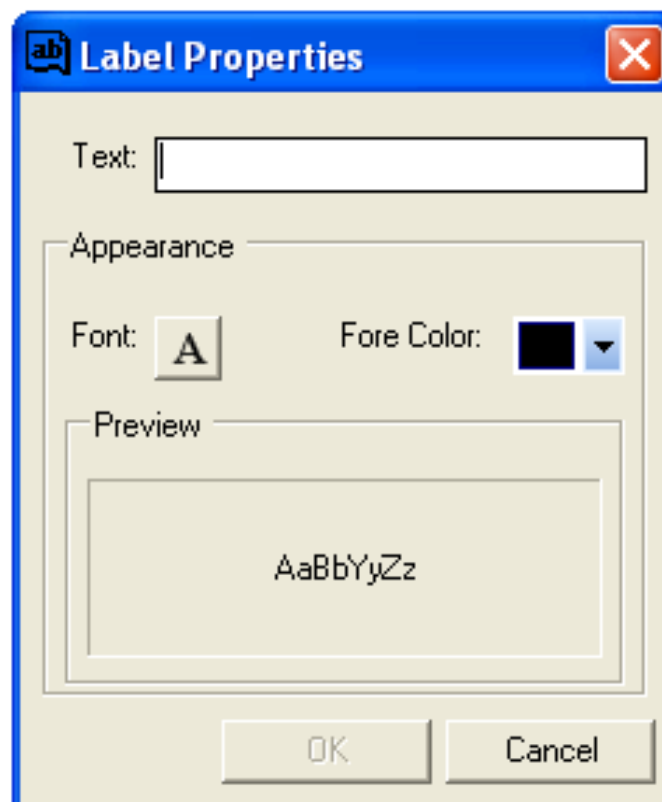 ab
Label Properties
Text:
Appearance
Font: A Fore Color:
Preview
AaBbYyZz
OK Cancel